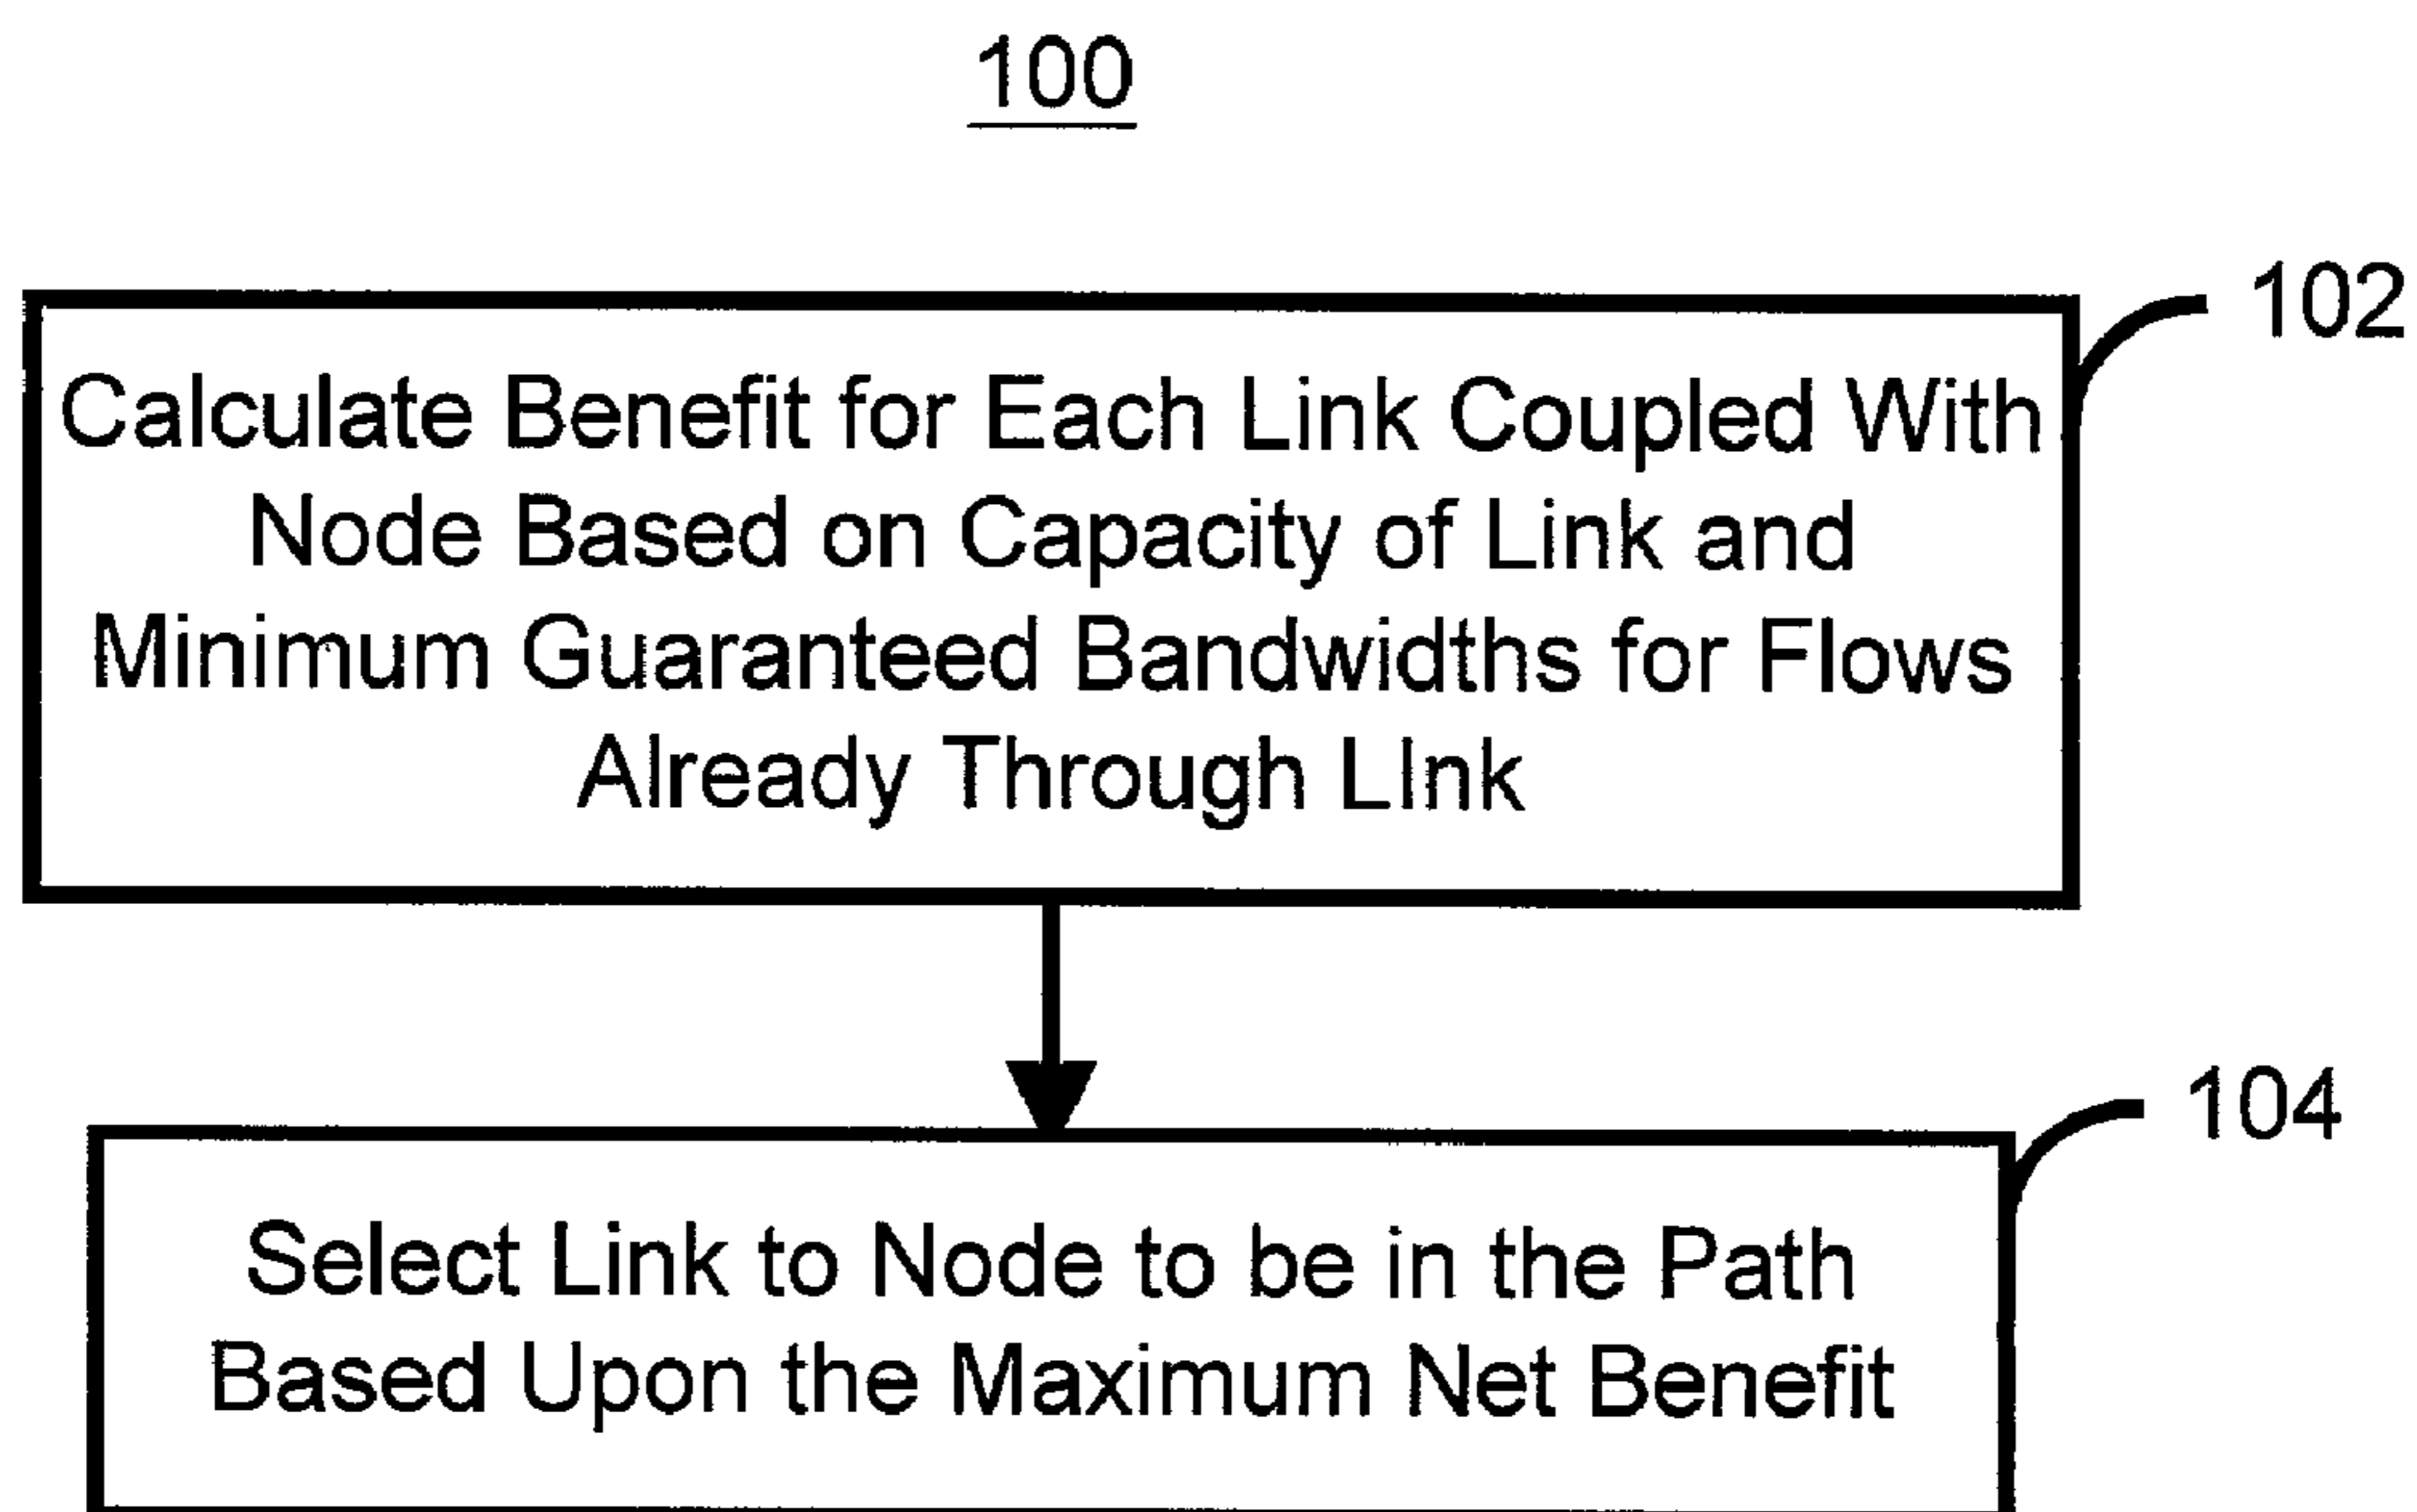 100
102
Calculate Benefit for Each Link Coupled With
Node Based on Capacity of Link and
Minimum Guaranteed Bandwidths for Flows
Already Through LInk
104
Select Link to Node to be in the Path
Based Upon the Maximum Net Benefit